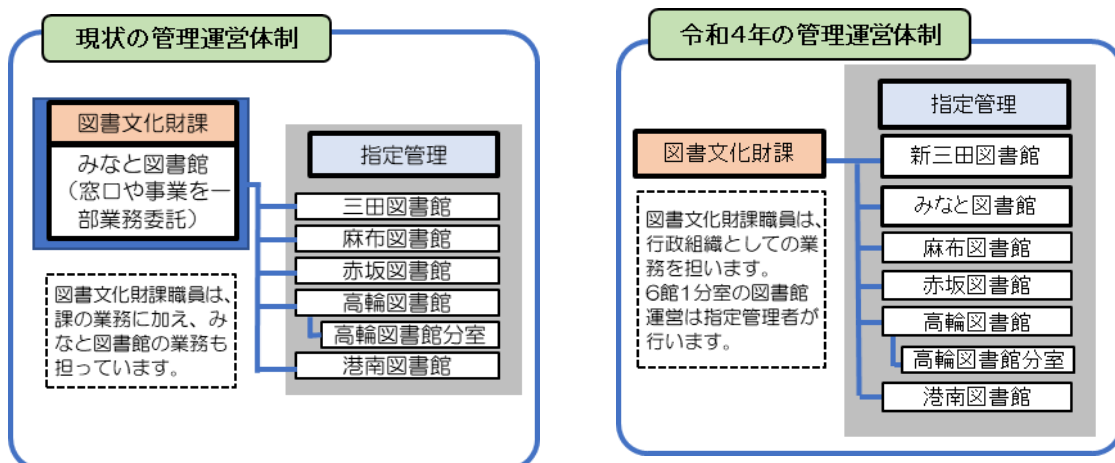 現状の管理運営体制
図書文化財課
みなと図書館
（窓口や事業を一
部業務委託）
図書文化財課職員は、
課の業務に加え、み
なと図書館の業務も
担っています。
指定管理
三田図書館
麻布図書館
赤坂図書館
高輪図書館
高輪図書館分室
港南図書館
令和4年の管理運営体制
図書文化財課
図書文化財課職員は、
行政組織としての業
務を担います。
6館1分室の図書館
運営は指定管理者が
行います。
指定管理
新三田図書館
みなと図書館
麻布図書館
赤坂図書館
高輪図書館
高輪図書館分室
港南図書館